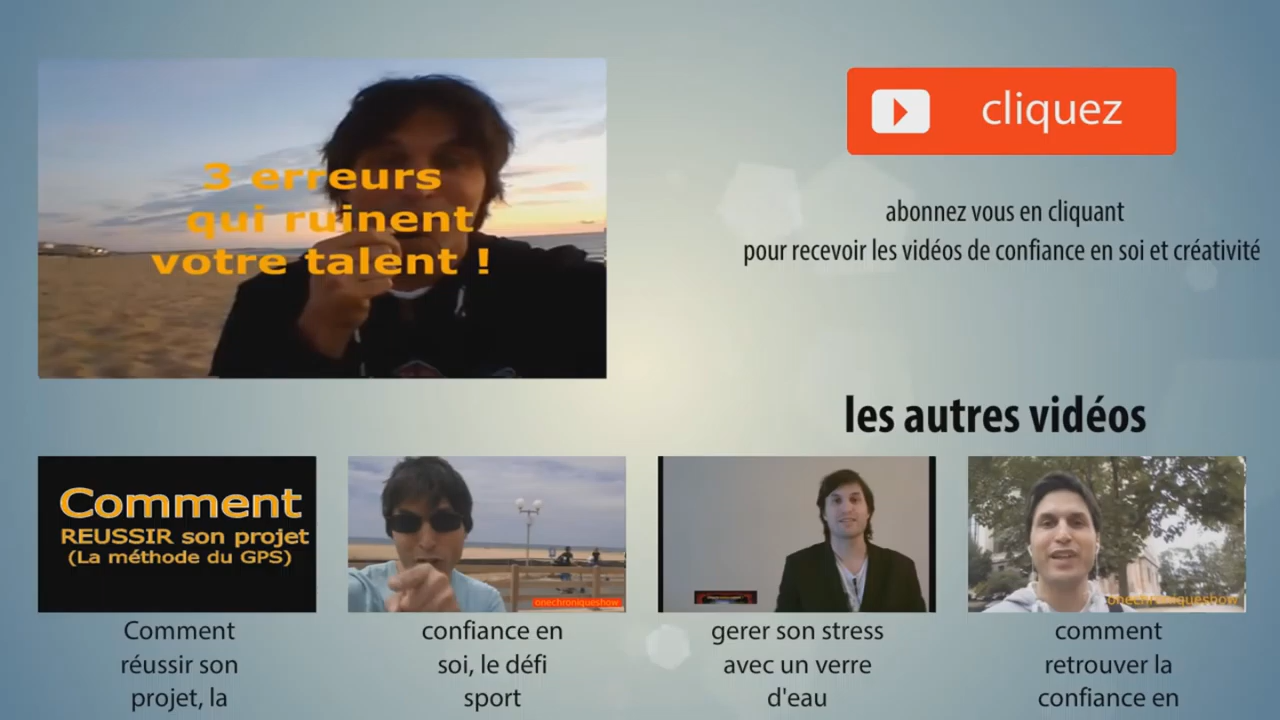 3 erreurs
qui ruinent
votre talent !
cliquez
abonnez vous en cliquant
pour recevoir les vidéos de confiance en soi et créativité
les autres vidéos
Comment
REUSSIR son projet
(La méthode du GPS)
onechroniqueshow
onechroniqueshow
Comment
réussir son
projet, la
confiance en
soi, le défi
sport
gerer son stress
avec un verre
d'eau
comment
retrouver la
confiance en